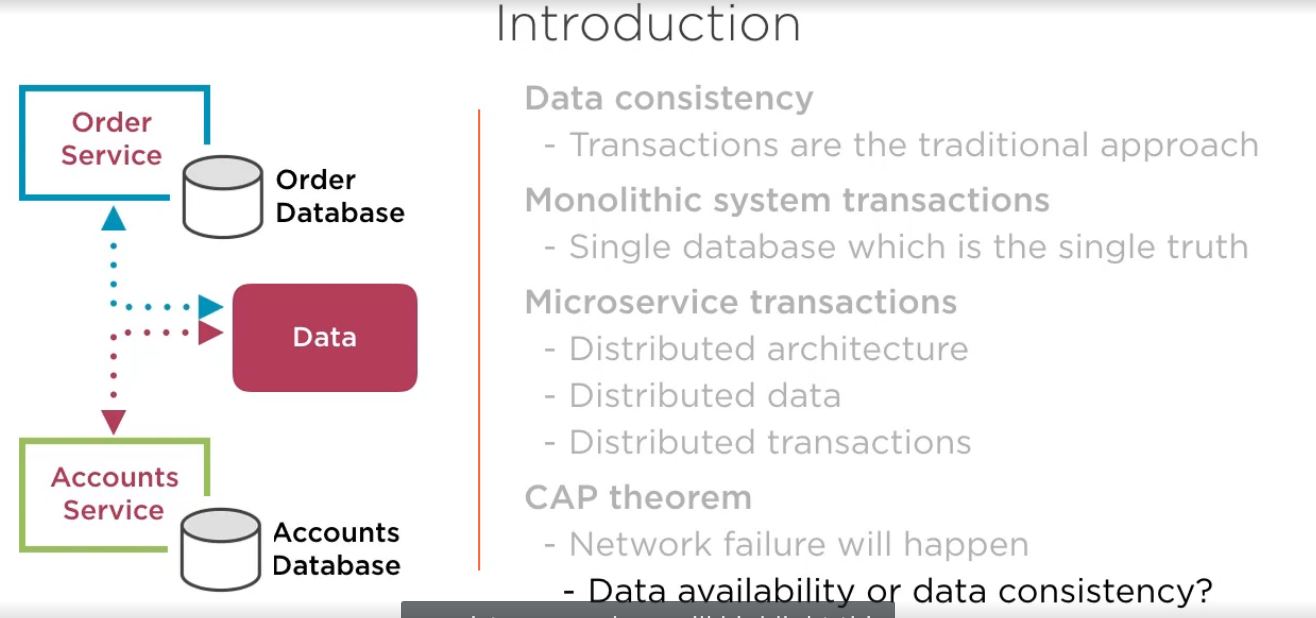 Introduction
Order
Service
Order
Database
Data
Accounts
Service
Accounts
Database
Data consistency
- Transactions are the traditional approach
Monolithic system transactions
- Single database which is the single truth
Microservice transactions
- Distributed architecture
- Distributed data
- Distributed transactions
CAP theorem
- Network failure will happen
- Data availability or data consistency?